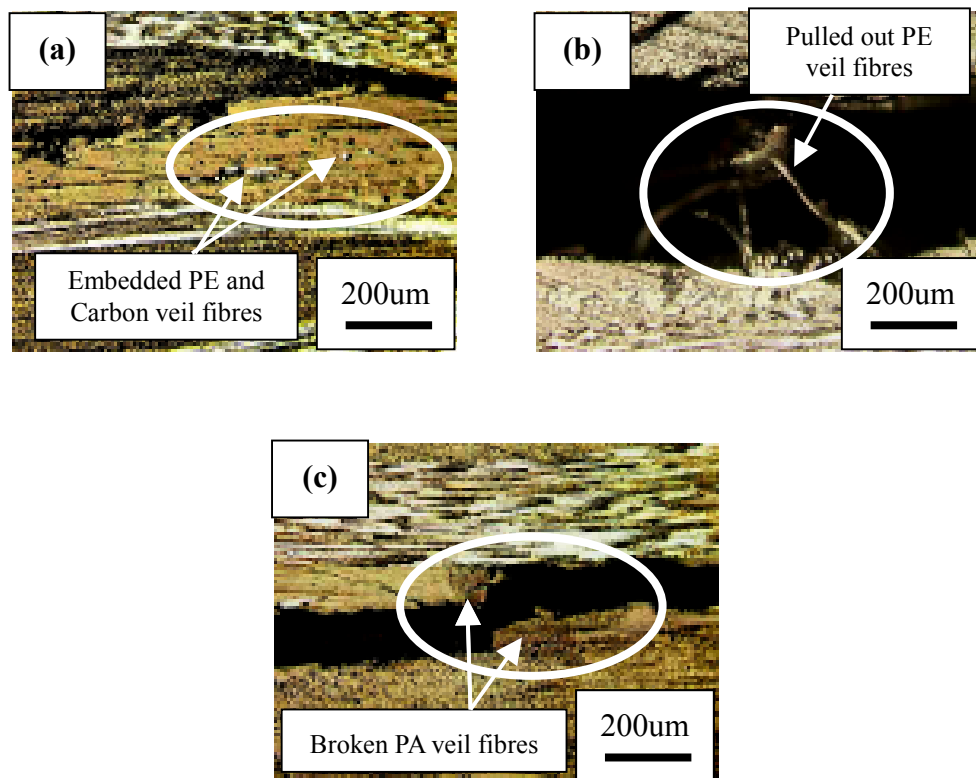 (a)
Embedded PE and
Carbon veil fibres
200um
(b)
Pulled out PE
veil fibres
200um
(c)
Broken PA veil fibres
200um